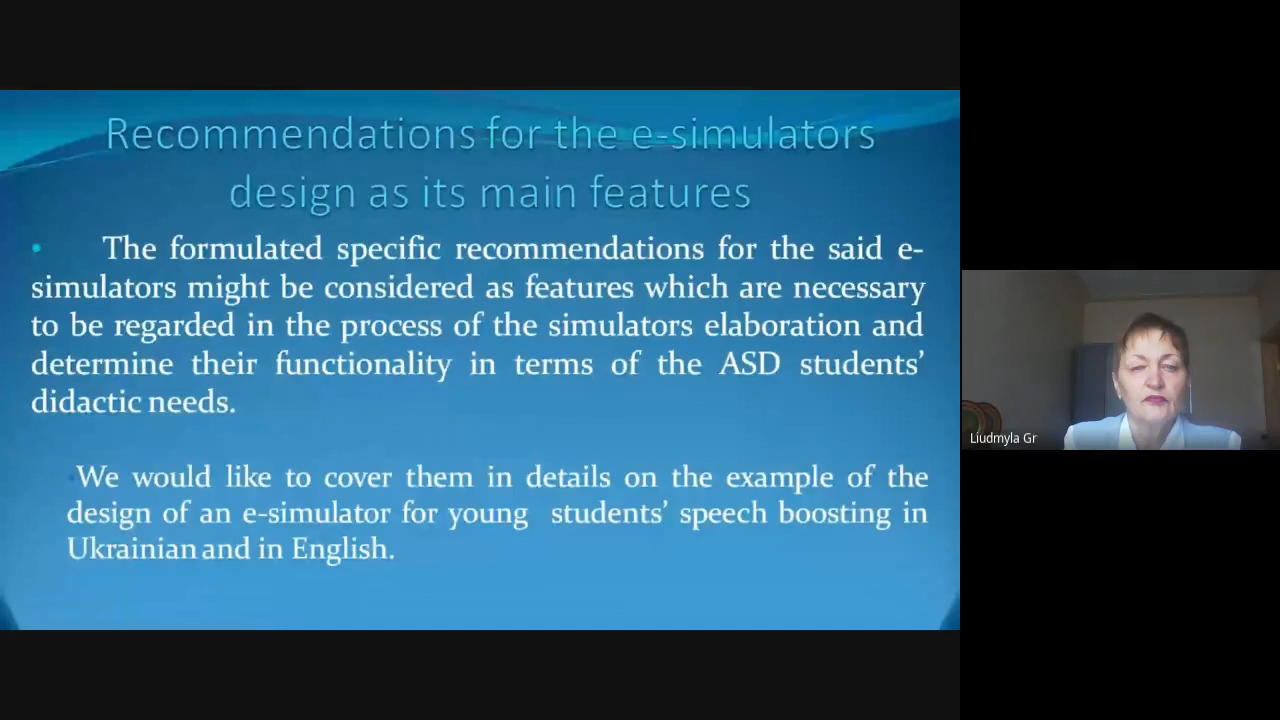 Recommendations for the e-simulators
design as its main features
• The formulated specific recommendations for the said e-
simulators might be considered as features which are necessary
to be regarded in the process of the simulators elaboration and
determine their functionality in terms of the ASD students’
didactic needs.
•We would like to cover them in details on the example of the
design of an e-simulator for young students’ speech boosting in
Ukrainian and in English.
Liudmyla Gr